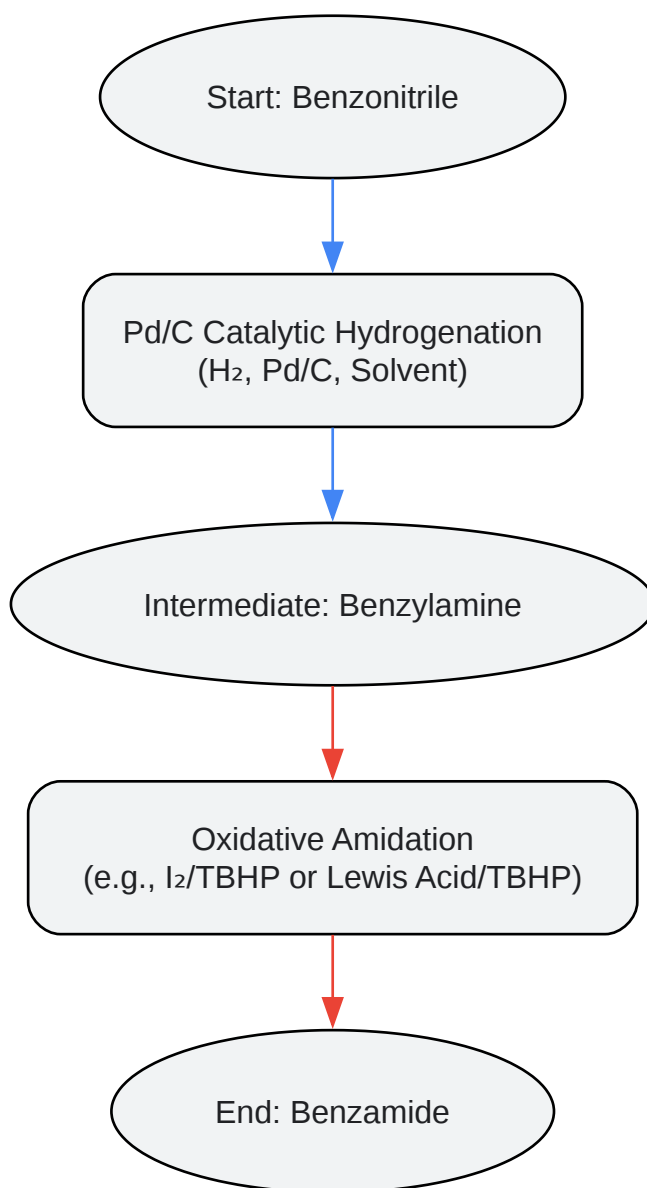 Start: Benzonitrile
Pd/C Catalytic Hydrogenation
(H₂, Pd/C, Solvent)
Intermediate: Benzylamine
Oxidative Amidation
(e.g., I₂/TBHP or Lewis Acid/TBHP)
End: Benzamide